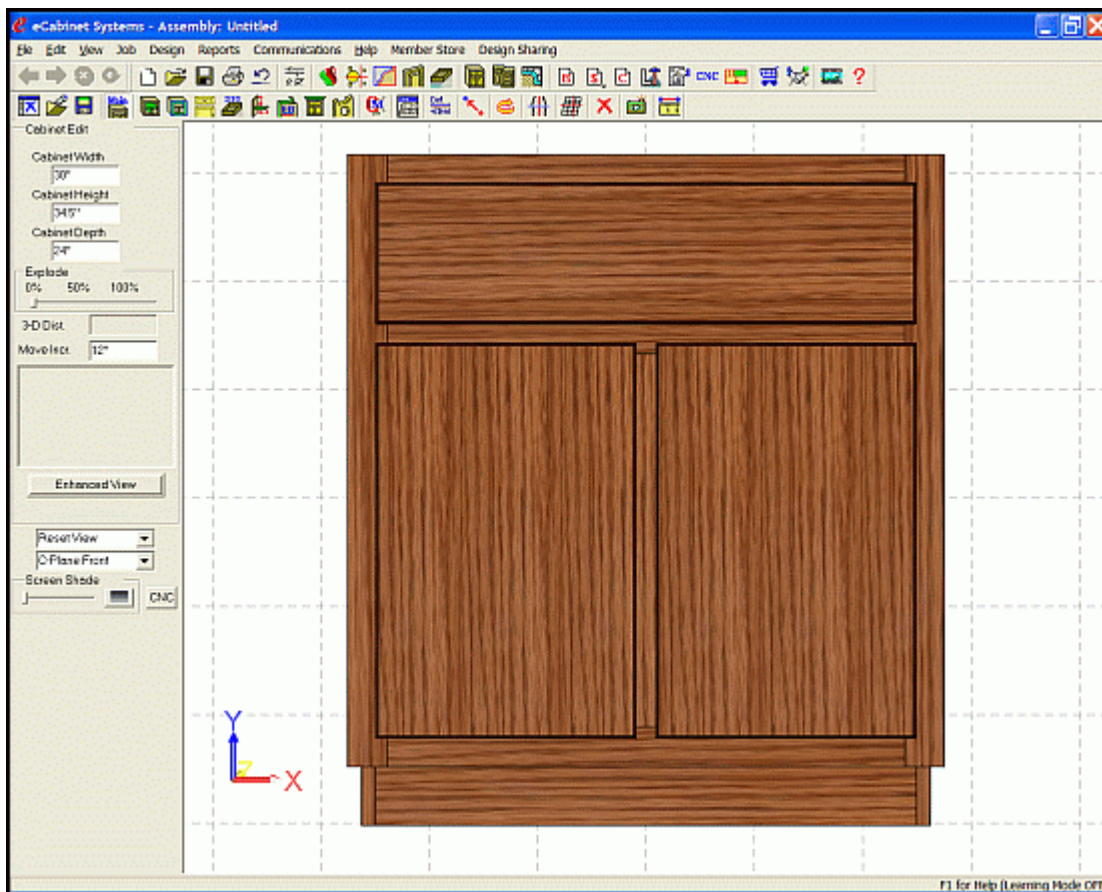 eCabinet Systems - Assembly: Untitled
File Edit View Job Design Reports Communications Help Member Store Design Sharing
CNC ?
Cabinet Edit
Cabinet Width
30"
Cabinet Height
34.5"
Cabinet Depth
24"
Explode
0% 50% 100%
3-D Dist.
Move Incr. 12"
Enhanced View
Reset View
C-Plane Front
Screen Shade
CNC
Y
Z
X
F1 for Help (Learning Mode OFF